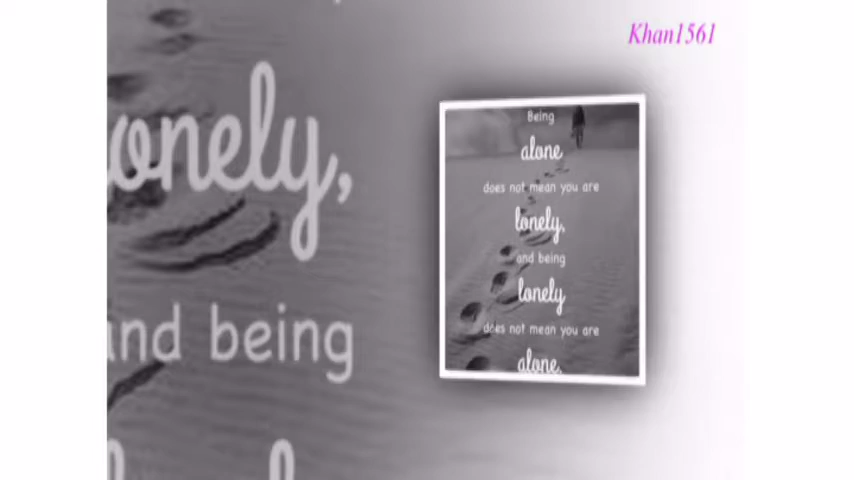 Khan1561
onely,
and being
Being
alone
does not mean you are
lonely,
and being
lonely
does not mean you are
alone.